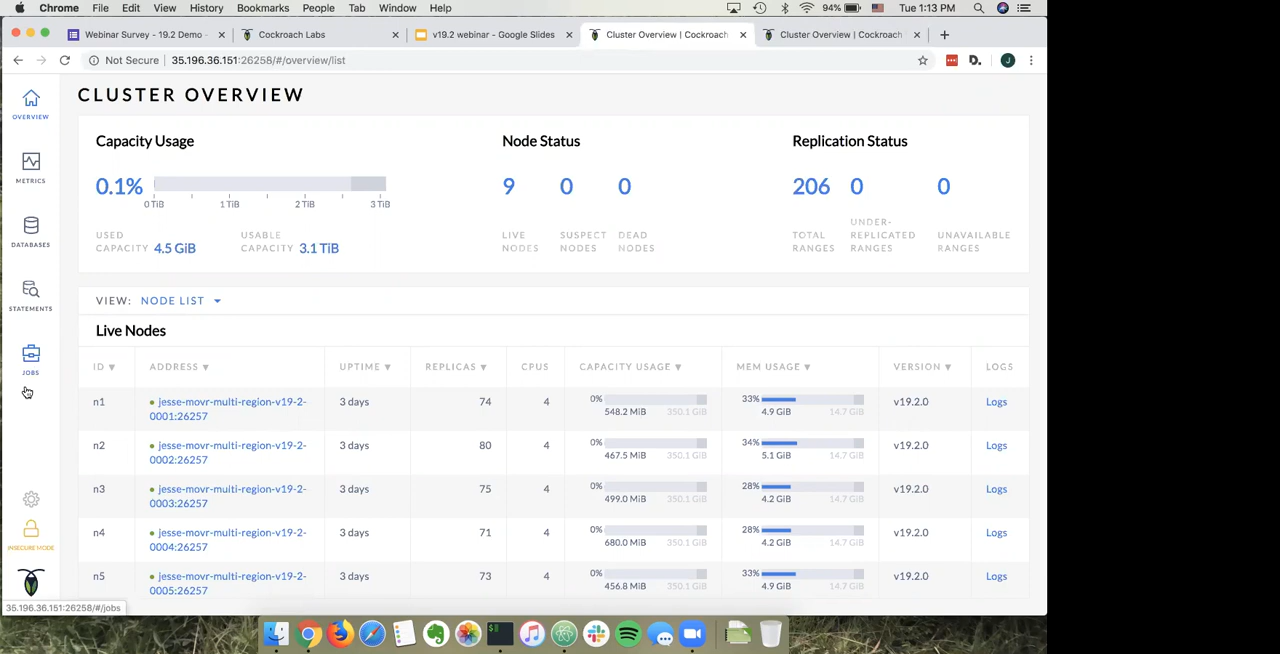 Chrome File Edit View History Bookmarks People Tab Window Help 94% Tue 1:13 PM
Webinar Survey - 19.2 Demo - Cockroach Labs v19.2 webinar - Google Slides Cluster Overview | Cockroach Cluster Overview | Cockroach
Not Secure 35.196.36.151:26258/#/overview/list D. J
CLUSTER OVERVIEW
OVERVIEW
METRICS
DATABASES
STATEMENTS
JOBS
INSECURE MODE
Capacity Usage
0.1%
0 TiB 1 TiB 2 TiB 3 TiB
USED CAPACITY 4.5 GiB
USABLE CAPACITY 3.1 TiB
Node Status
9 0 0
LIVE NODES
SUSPECT NODES
DEAD NODES
Replication Status
206 0 0
TOTAL RANGES
UNDER-REPLICATED RANGES
UNAVAILABLE RANGES
VIEW: NODE LIST
Live Nodes
ID ADDRESS UPTIME REPLICAS CPUS CAPACITY USAGE MEM USAGE VERSION LOGS
n1 jesse-movr-multi-region-v19-2-0001:26257 3 days 74 4 0% 548.2 MiB 350.1 GiB 33% 4.9 GiB 14.7 GiB v19.2.0 Logs
n2 jesse-movr-multi-region-v19-2-0002:26257 3 days 80 4 0% 467.5 MiB 350.1 GiB 34% 5.1 GiB 14.7 GiB v19.2.0 Logs
n3 jesse-movr-multi-region-v19-2-0003:26257 3 days 75 4 0% 499.0 MiB 350.1 GiB 28% 4.2 GiB 14.7 GiB v19.2.0 Logs
n4 jesse-movr-multi-region-v19-2-0004:26257 3 days 71 4 0% 680.0 MiB 350.1 GiB 28% 4.2 GiB 14.7 GiB v19.2.0 Logs
n5 jesse-movr-multi-region-v19-2-0005:26257 3 days 73 4 0% 456.8 MiB 350.1 GiB 33% 4.9 GiB 14.7 GiB v19.2.0 Logs
35.196.36.151:26258/#/jobs